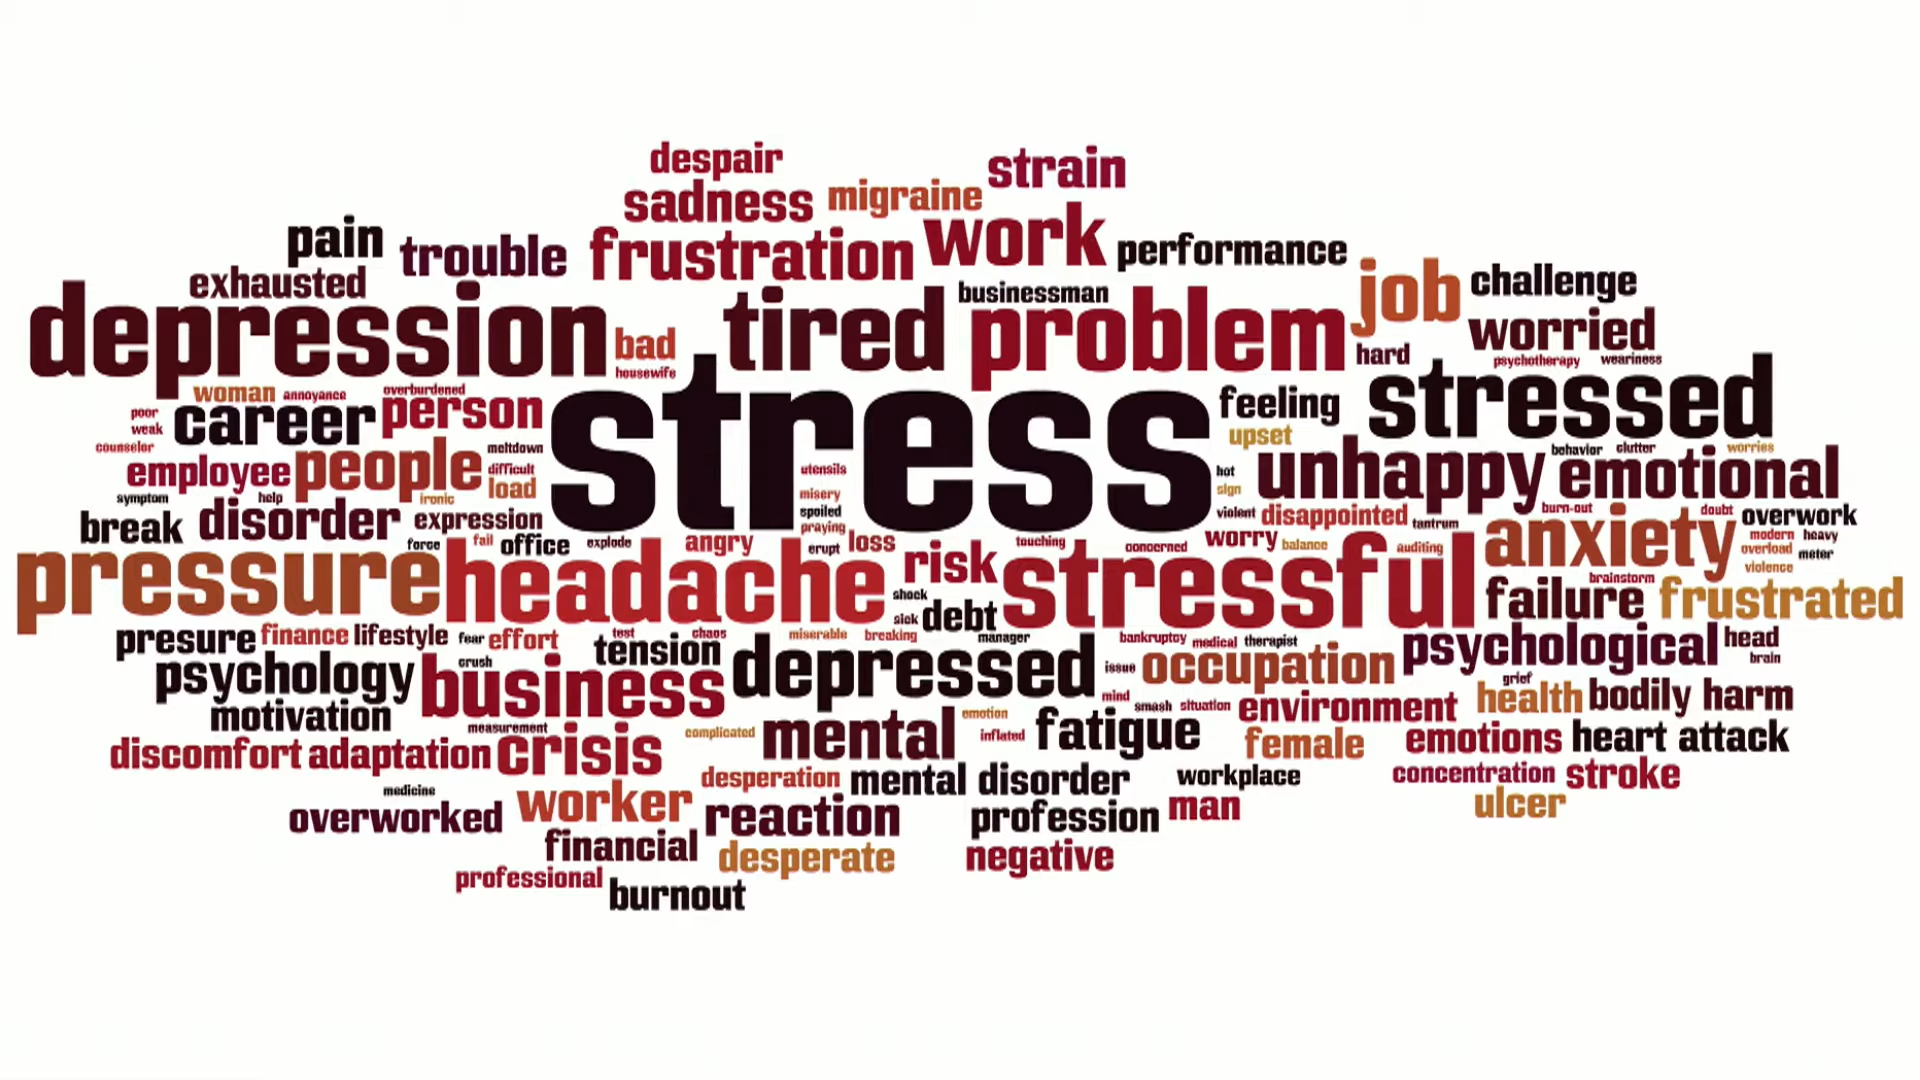 despair
strain
sadness migraine
pain trouble frustration work performance
exhausted businessman job challenge
depression bad tired problem hard worried
housewife psychotherapy weariness
woman annoyance overburdened stress feeling stressed
poor career person upset
weak
counselor meltdown behavior clutter worries
employee people difficult utensils hot unhappy emotional
load misery sign
symptom help ironic spoiled violent disappointed tantrum burn-out doubt overwork
break disorder expression praying anxiety modern heavy
force fail office explode angry erupt loss touching concerned worry balance auditing overload meter
violence
pressure headache risk stressful brainstorm
shock failure frustrated
sick debt
presure finance lifestyle fear effort test chaos miserable breaking manager bankruptcy medical therapist psychological head
tension brain
psychology crush business depressed issue occupation grief
mind health bodily harm
motivation measurement complicated mental emotion smash situation environment
inflated fatigue
discomfort adaptation crisis female emotions heart attack
desperation mental disorder workplace concentration stroke
medicine
overworked worker reaction profession man ulcer
financial desperate negative
professional burnout